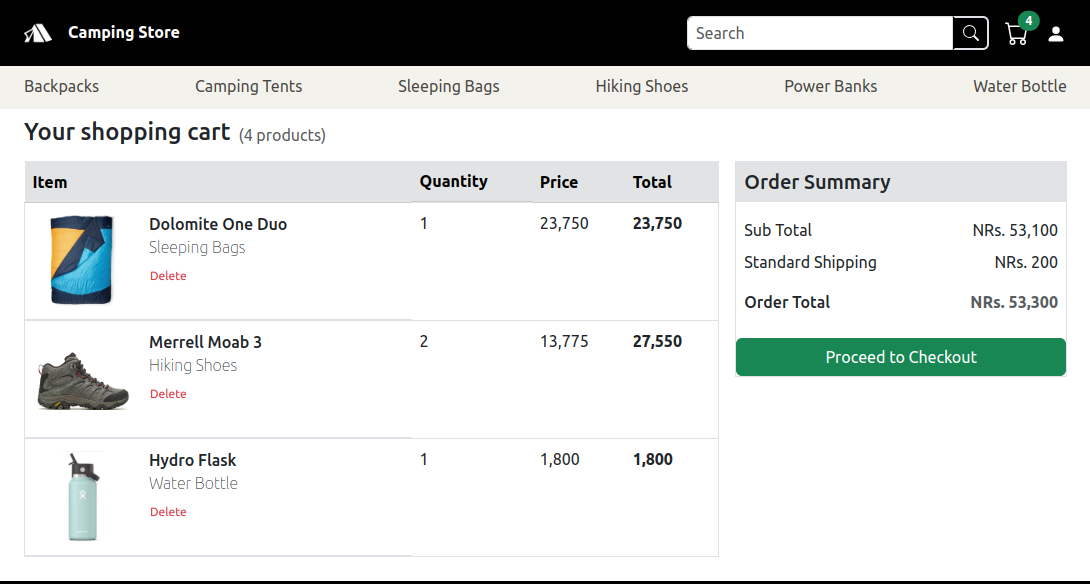 Camping Store
Search
4
Backpacks Camping Tents Sleeping Bags Hiking Shoes Power Banks Water Bottle
Your shopping cart (4 products)
Item Quantity Price Total
Dolomite One Duo 1 23,750 23,750
Sleeping Bags
Delete
Merrell Moab 3 2 13,775 27,550
Hiking Shoes
Delete
Hydro Flask 1 1,800 1,800
Water Bottle
Delete
Order Summary
Sub Total NRs. 53,100
Standard Shipping NRs. 200
Order Total NRs. 53,300
Proceed to Checkout